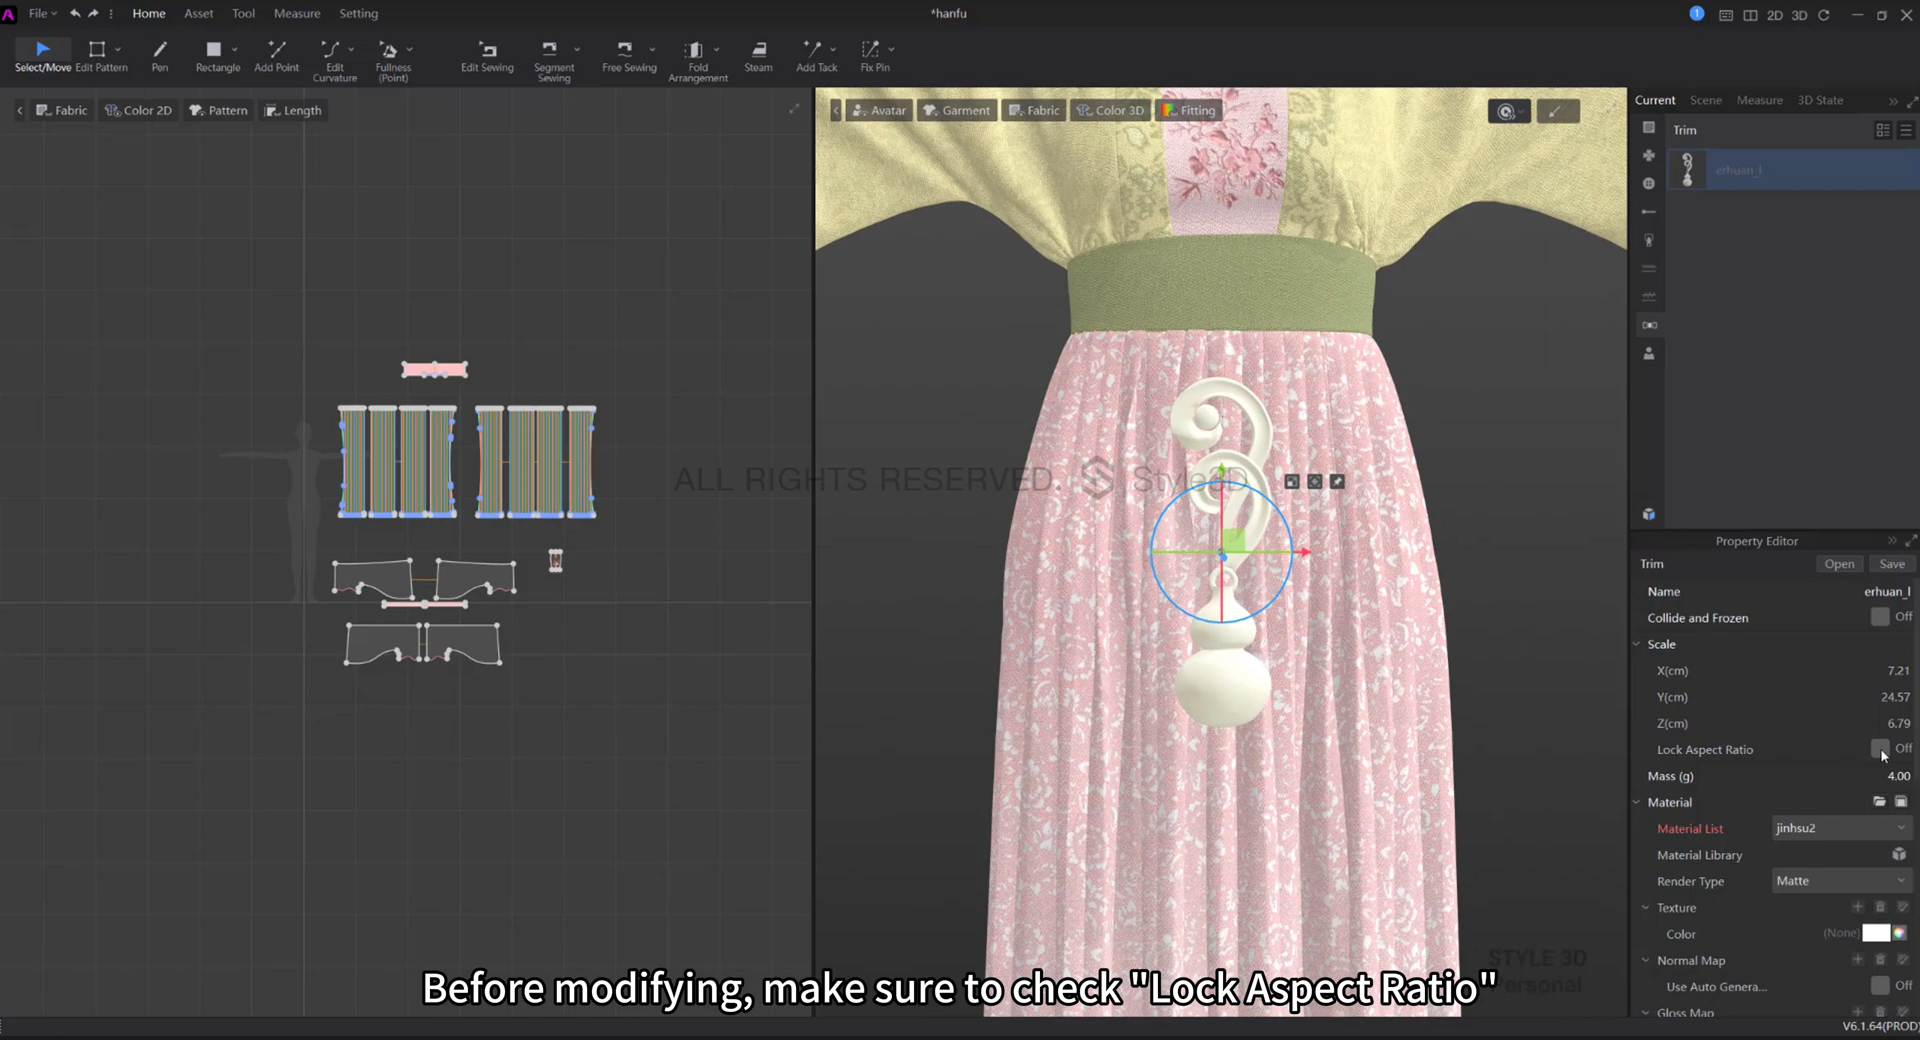 File
Home
Asset
Tool
Measure
Setting
*hanfu
1
2D
3D
Select/Move
Edit Pattern
Pen
Rectangle
Add Point
Edit
Curvature
Fullness
(Point)
Edit Sewing
Segment
Sewing
Free Sewing
Fold
Arrangement
Steam
Add Tack
Fix Pin
Fabric
Color 2D
Pattern
Length
Avatar
Garment
Fabric
Color 3D
Fitting
Current
Scene
Measure
3D State
Trim
erhuan_l
ALL RIGHTS RESERVED.
Style3D
Property Editor
Trim
Open
Save
Name
erhuan_l
Collide and Frozen
Off
Scale
X(cm)
7.21
Y(cm)
24.57
Z(cm)
6.79
Lock Aspect Ratio
Off
Mass (g)
4.00
Material
Material List
jinhsu2
Material Library
Render Type
Matte
Texture
Color
(None)
Normal Map
Use Auto Genera...
Off
Gloss Map
STYLE 3D
Personal
Before modifying, make sure to check "Lock Aspect Ratio"
V6.1.64(PROD)